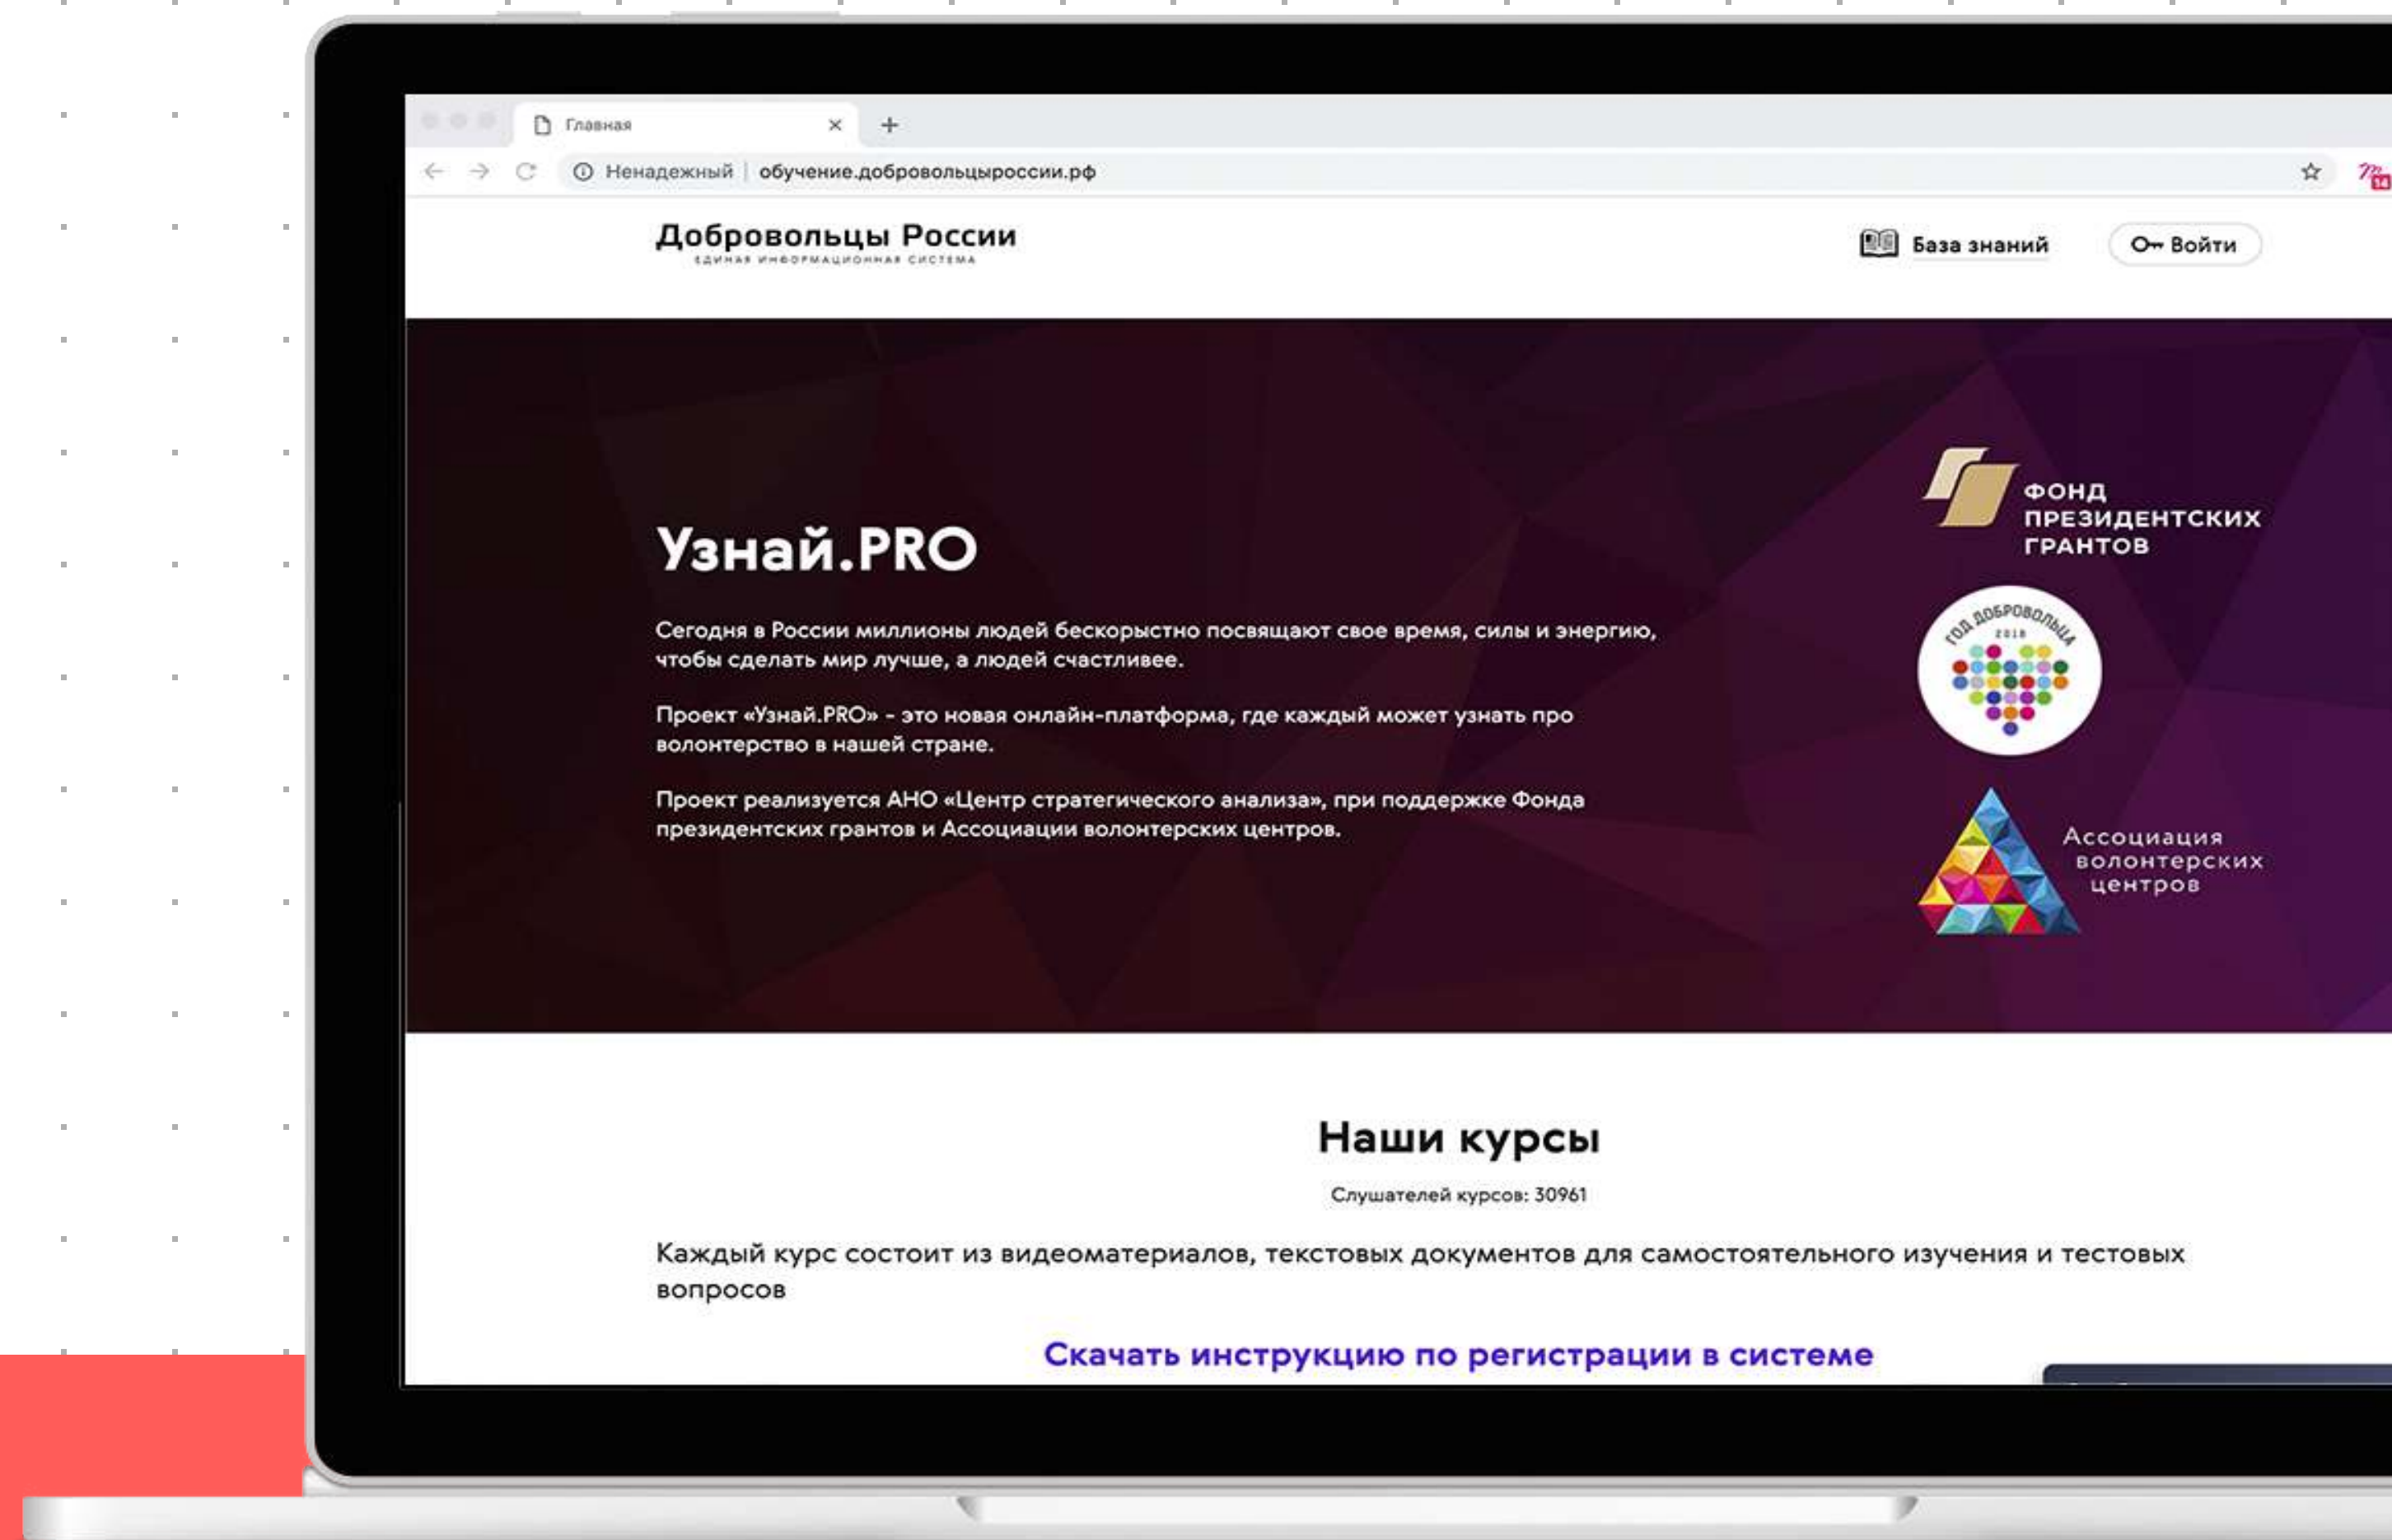 Главная
Ненадежный | обучение.добровольцыроссии.рф
14
Добровольцы России
ЕДИНАЯ ИНФОРМАЦИОННАЯ СИСТЕМА
База знаний
Войти
Узнай.PRO
Сегодня в России миллионы людей бескорыстно посвящают свое время, силы и энергию,
чтобы сделать мир лучше, а людей счастливее.
Проект «Узнай.PRO» - это новая онлайн-платформа, где каждый может узнать про
волонтерство в нашей стране.
Проект реализуется АНО «Центр стратегического анализа», при поддержке Фонда
президентских грантов и Ассоциации волонтерских центров.
ФОНД
ПРЕЗИДЕНТСКИХ
ГРАНТОВ
ГОД ДОБРОВОЛЬЦА
2018
Ассоциация
волонтерских
центров
Наши курсы
Слушателей курсов: 30961
Каждый курс состоит из видеоматериалов, текстовых документов для самостоятельного изучения и тестовых
вопросов
Скачать инструкцию по регистрации в системе